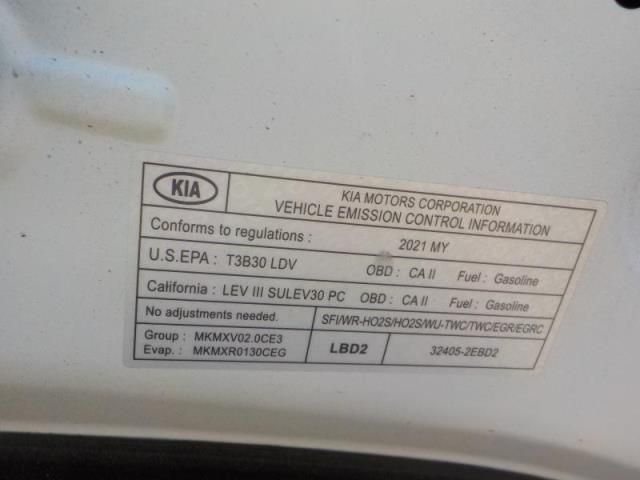 KIA
KIA MOTORS CORPORATION
VEHICLE EMISSION CONTROL INFORMATION
Conforms to regulations : 2021 MY
U.S.EPA : T3B30 LDV OBD : CA II Fuel : Gasoline
California : LEV III SULEV30 PC OBD : CA II Fuel : Gasoline
No adjustments needed. SFI/WR-HO2S/HO2S/WU-TWC/TWC/EGR/EGRC
Group : MKMXV02.0CE3
Evap. : MKMXR0130CEG
LBD2
32405-2EBD2